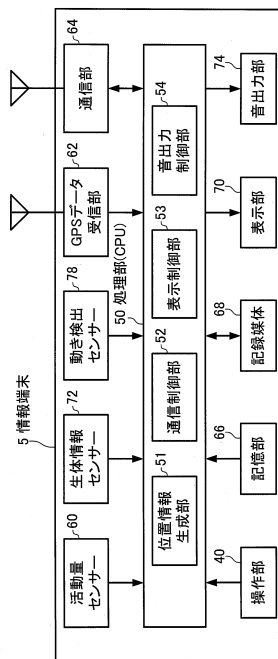 5 情報端末
60
活動量
センサー
72
生体情報
センサー
78
動き検出
センサー
62
GPSデータ
受信部
64
通信部
50 処理部(CPU)
51
位置情報
生成部
52
通信制御部
53
表示制御部
54
音出力
制御部
40
操作部
66
記憶部
68
記録媒体
70
表示部
74
音出力部